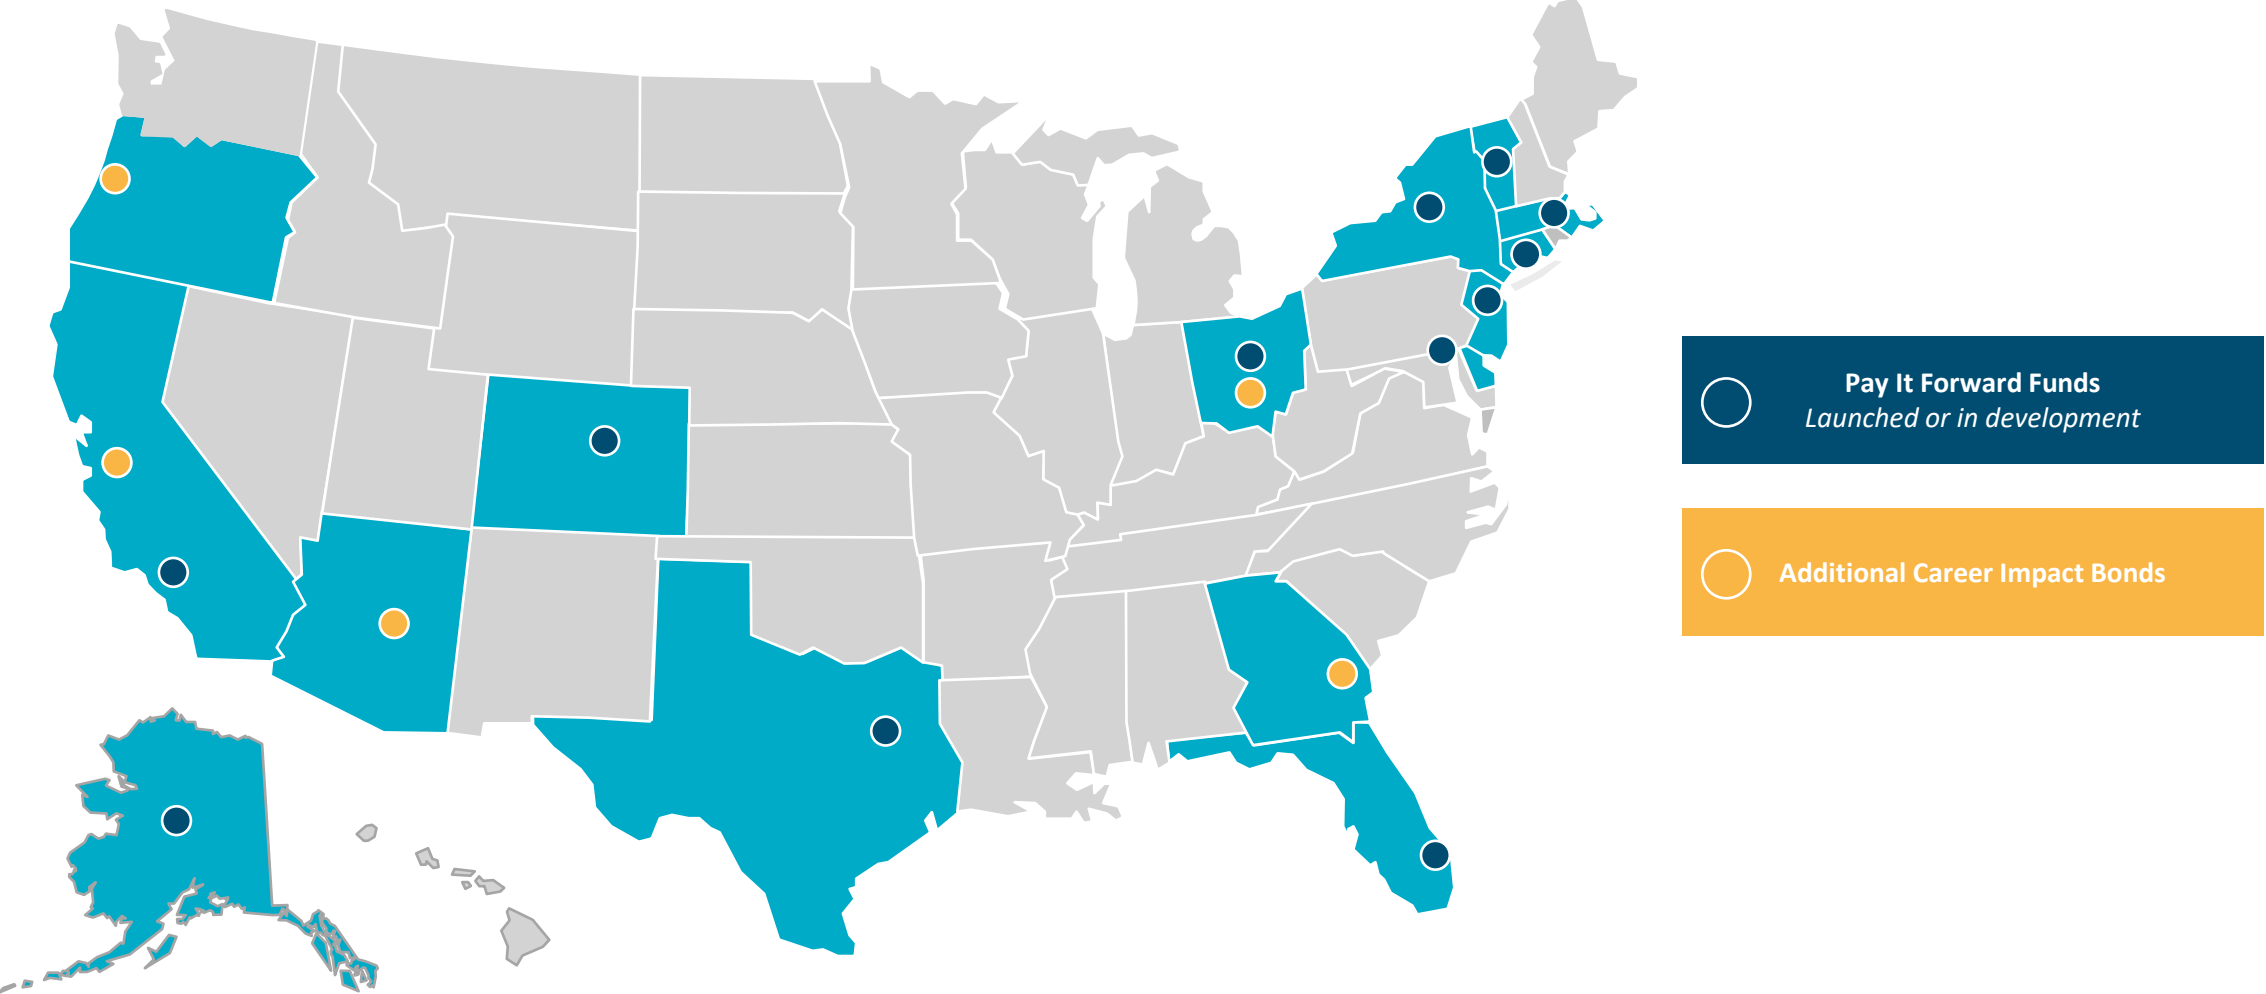 Pay It Forward Funds
Launched or in development
Additional Career Impact Bonds